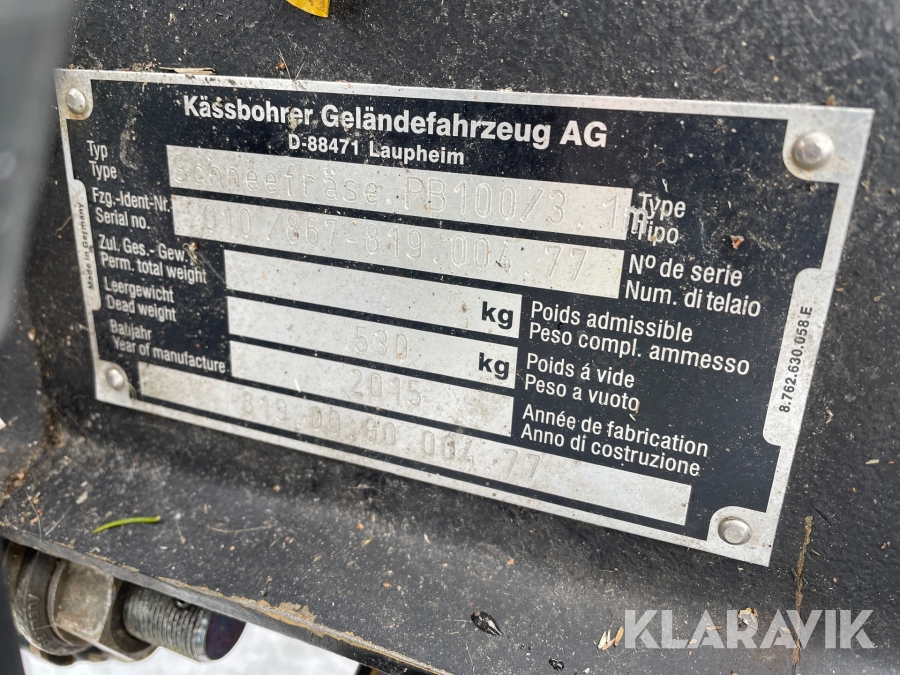 Kässbohrer Geländefahrzeug AG
D-88471 Laupheim
Typ
Type
Schneefräse PB100/3.1m
Type
Tipo
Fzg.-Ident-Nr.
Serial no.
819.004.77
Nº de serie
Num. di telaio
Zul. Ges.- Gew.
Perm. total weight
kg
Poids admissible
Peso compl. ammesso
Leergewicht
Dead weight
530
kg
Poids á vide
Peso a vuoto
Baujahr
Year of manufacture
2015
Année de fabrication
Anno di costruzione
819.00.60.004.77
Made in Germany
8.762.630.058.E
KLARAVIK